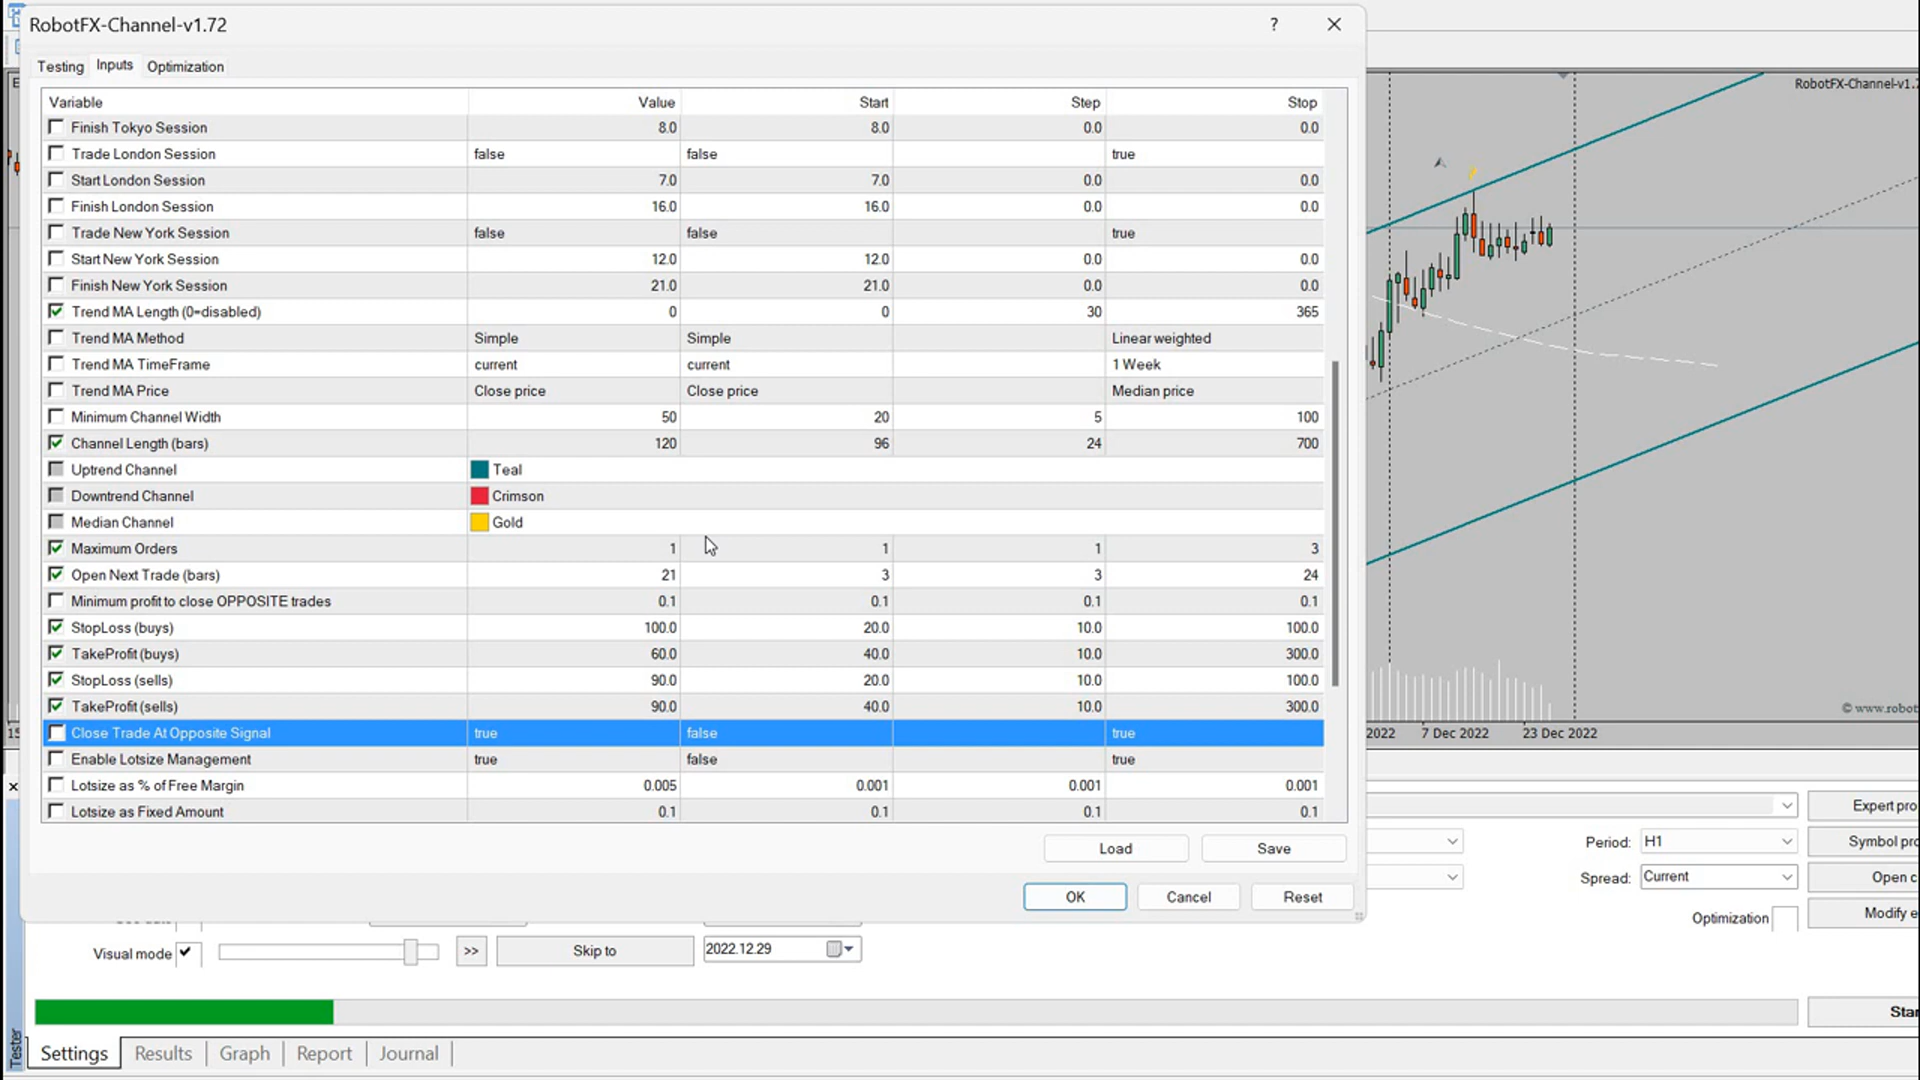 RobotFX-Channel-v1.72 ?
Testing Inputs Optimization
Variable Value Start Step Stop
Finish Tokyo Session 8.0 8.0 0.0 0.0
Trade London Session false false true
Start London Session 7.0 7.0 0.0 0.0
Finish London Session 16.0 16.0 0.0 0.0
Trade New York Session false false true
Start New York Session 12.0 12.0 0.0 0.0
Finish New York Session 21.0 21.0 0.0 0.0
Trend MA Length (0=disabled) 0 0 30 365
Trend MA Method Simple Simple Linear weighted
Trend MA TimeFrame current current 1 Week
Trend MA Price Close price Close price Median price
Minimum Channel Width 50 20 5 100
Channel Length (bars) 120 96 24 700
Uptrend Channel Teal
Downtrend Channel Crimson
Median Channel Gold
Maximum Orders 1 1 1 3
Open Next Trade (bars) 21 3 3 24
Minimum profit to close OPPOSITE trades 0.1 0.1 0.1 0.1
StopLoss (buys) 100.0 20.0 10.0 100.0
TakeProfit (buys) 60.0 40.0 10.0 300.0
StopLoss (sells) 90.0 20.0 10.0 100.0
TakeProfit (sells) 90.0 40.0 10.0 300.0
Close Trade At Opposite Signal true false true
Enable Lotsize Management true false true
Lotsize as % of Free Margin 0.005 0.001 0.001 0.001
Lotsize as Fixed Amount 0.1 0.1 0.1 0.1
Load Save
OK Cancel Reset
RobotFX-Channel-v1.7
© www.robot
2022 7 Dec 2022 23 Dec 2022
Expert pro
Period: H1 Symbol pro
Spread: Current Open c
Optimization Modify e
Visual mode >> Skip to 2022.12.29
Star
Tester
Settings Results Graph Report Journal